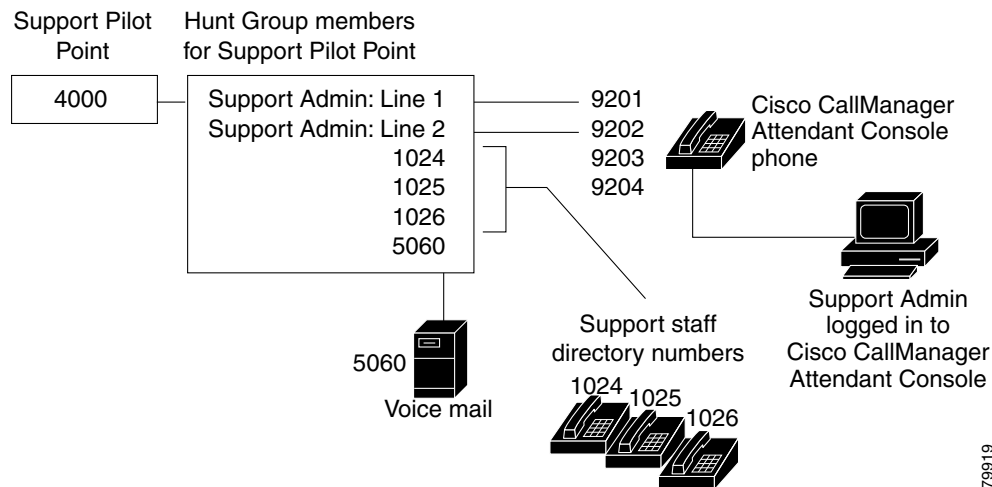 Support Pilot
Point
Hunt Group members
for Support Pilot Point
4000
Support Admin: Line 1
Support Admin: Line 2
1024
1025
1026
5060
9201
9202
9203
9204
Cisco CallManager
Attendant Console
phone
Support Admin
logged in to
Cisco CallManager
Attendant Console
5060
Voice mail
Support staff
directory numbers
1024
1025
1026
79919